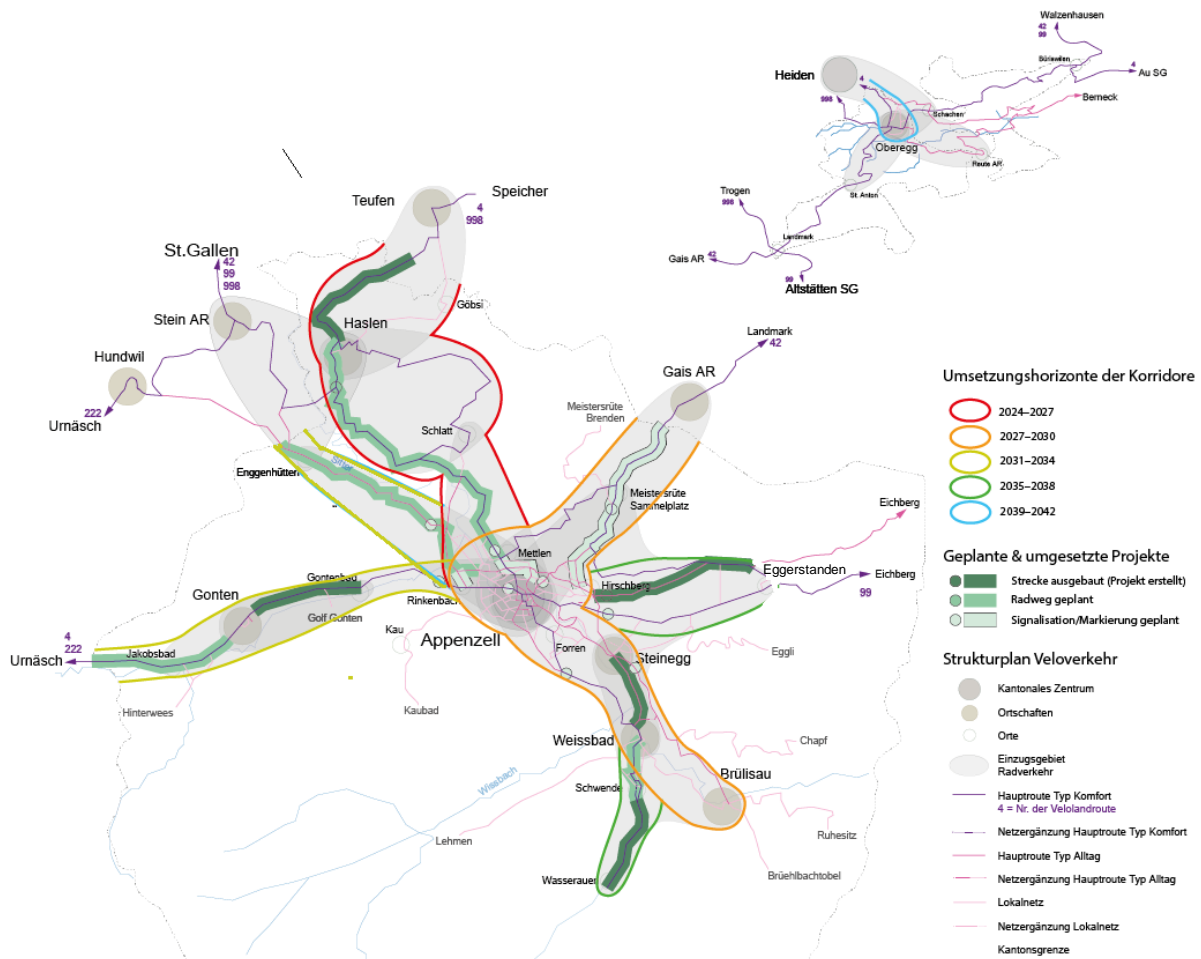 Walzenhausen
42
99
Büriswilen
4
Au SG
Heiden
4
Berneck
998
Schachen
Oberegg
Reute AR
St. Anton
Trogen
998
Landmark
Gais AR
42
99
Altstätten SG
Teufen
Speicher
4
998
St.Gallen
42
99
998
Göbsi
Stein AR
Haslen
Landmark
42
Hundwil
Gais AR
222
Urnäsch
Meistersrüte
Brenden
Schlatt
Sitter
Enggenhütten
Meistersrüte
Sammelplatz
Eichberg
Mettlen
Eggerstanden
Eichberg
99
Gontenbad
Hirschberg
Gonten
Rinkenbach
Golf Gonten
Kau
Appenzell
4
222
Urnäsch
Jakobsbad
Forren
Steinegg
Eggli
Hinterwees
Kaubad
Weissbad
Chapf
Wissbach
Brülisau
Schwende
Ruhesitz
Lehmen
Brüehlbachtobel
Wasserauen
Umsetzungshorizonte der Korridore
2024–2027
2027–2030
2031–2034
2035–2038
2039–2042
Geplante & umgesetzte Projekte
Strecke ausgebaut (Projekt erstellt)
Radweg geplant
Signalisation/Markierung geplant
Strukturplan Veloverkehr
Kantonales Zentrum
Ortschaften
Orte
Einzugsgebiet
Radverkehr
Hauptroute Typ Komfort
4 = Nr. der Velolandroute
Netzergänzung Hauptroute Typ Komfort
Hauptroute Typ Alltag
Netzergänzung Hauptroute Typ Alltag
Lokalnetz
Netzergänzung Lokalnetz
Kantonsgrenze